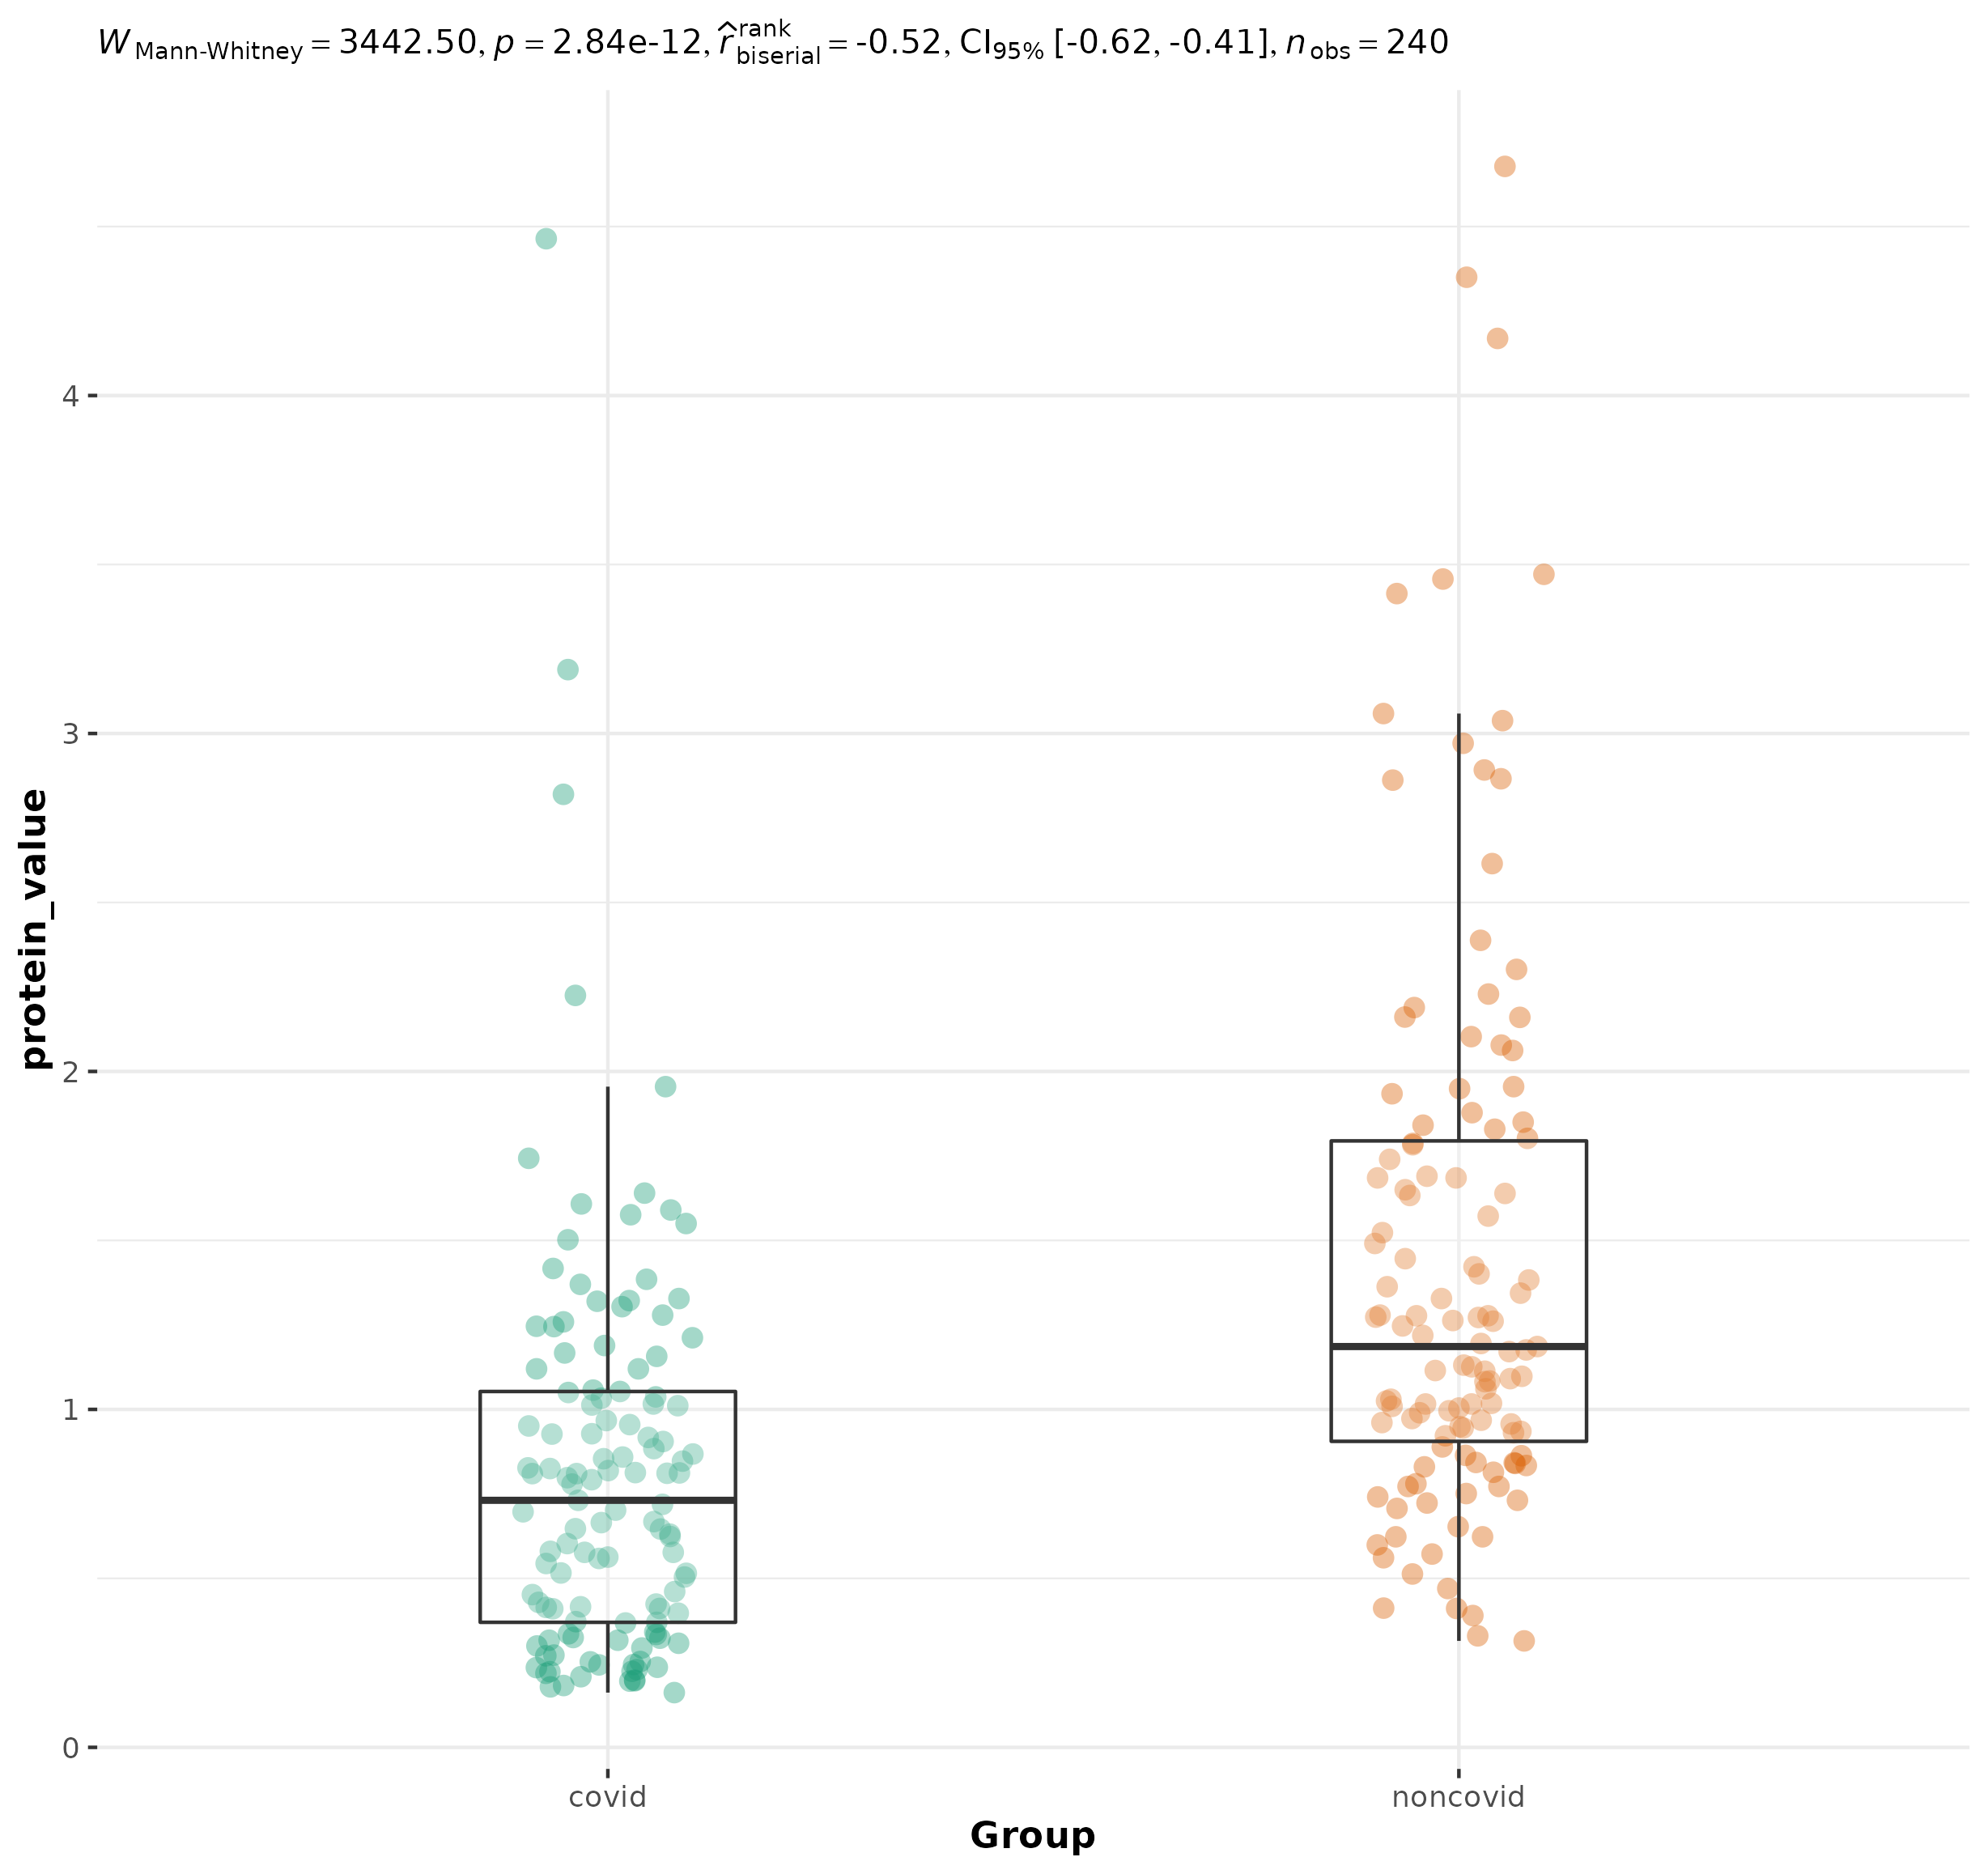 W Mann-Whitney = 3442.50, p = 2.84e-12, r̂ rank biserial = -0.52, CI95% [-0.62, -0.41], n obs = 240
protein_value
4
3
2
1
0
covid noncovid
Group